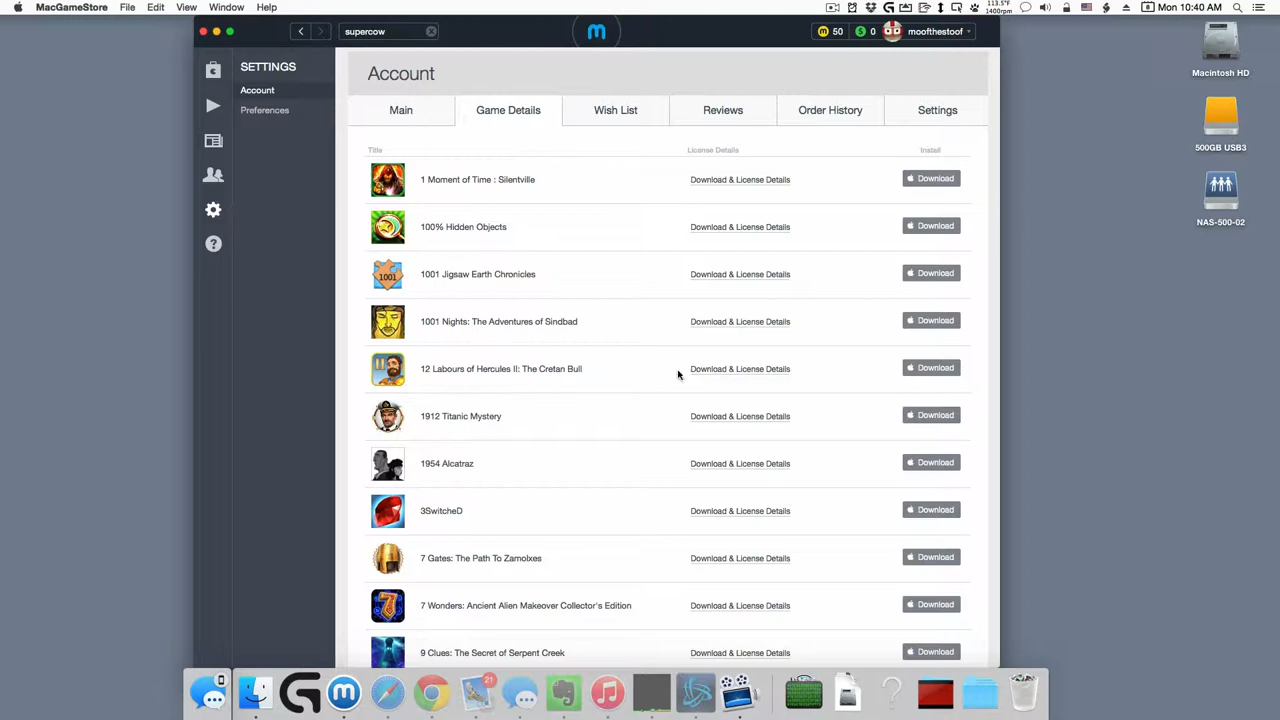 MacGameStore File Edit View Window Help 113.5°F 1400rpm Mon 10:40 AM
supercow m 50 $ 0 moofthestoof
SETTINGS
Account
Preferences
Account
Main Game Details Wish List Reviews Order History Settings
Title License Details Install
1 Moment of Time : Silentville Download & License Details Download
100% Hidden Objects Download & License Details Download
1001 1001 Jigsaw Earth Chronicles Download & License Details Download
1001 Nights: The Adventures of Sindbad Download & License Details Download
II 12 Labours of Hercules II: The Cretan Bull Download & License Details Download
1912 Titanic Mystery Download & License Details Download
1954 Alcatraz Download & License Details Download
3SwitcheD Download & License Details Download
7 Gates: The Path To Zamolxes Download & License Details Download
7 7 Wonders: Ancient Alien Makeover Collector's Edition Download & License Details Download
9 Clues: The Secret of Serpent Creek Download & License Details Download
Macintosh HD
500GB USB3
NAS-500-02
21